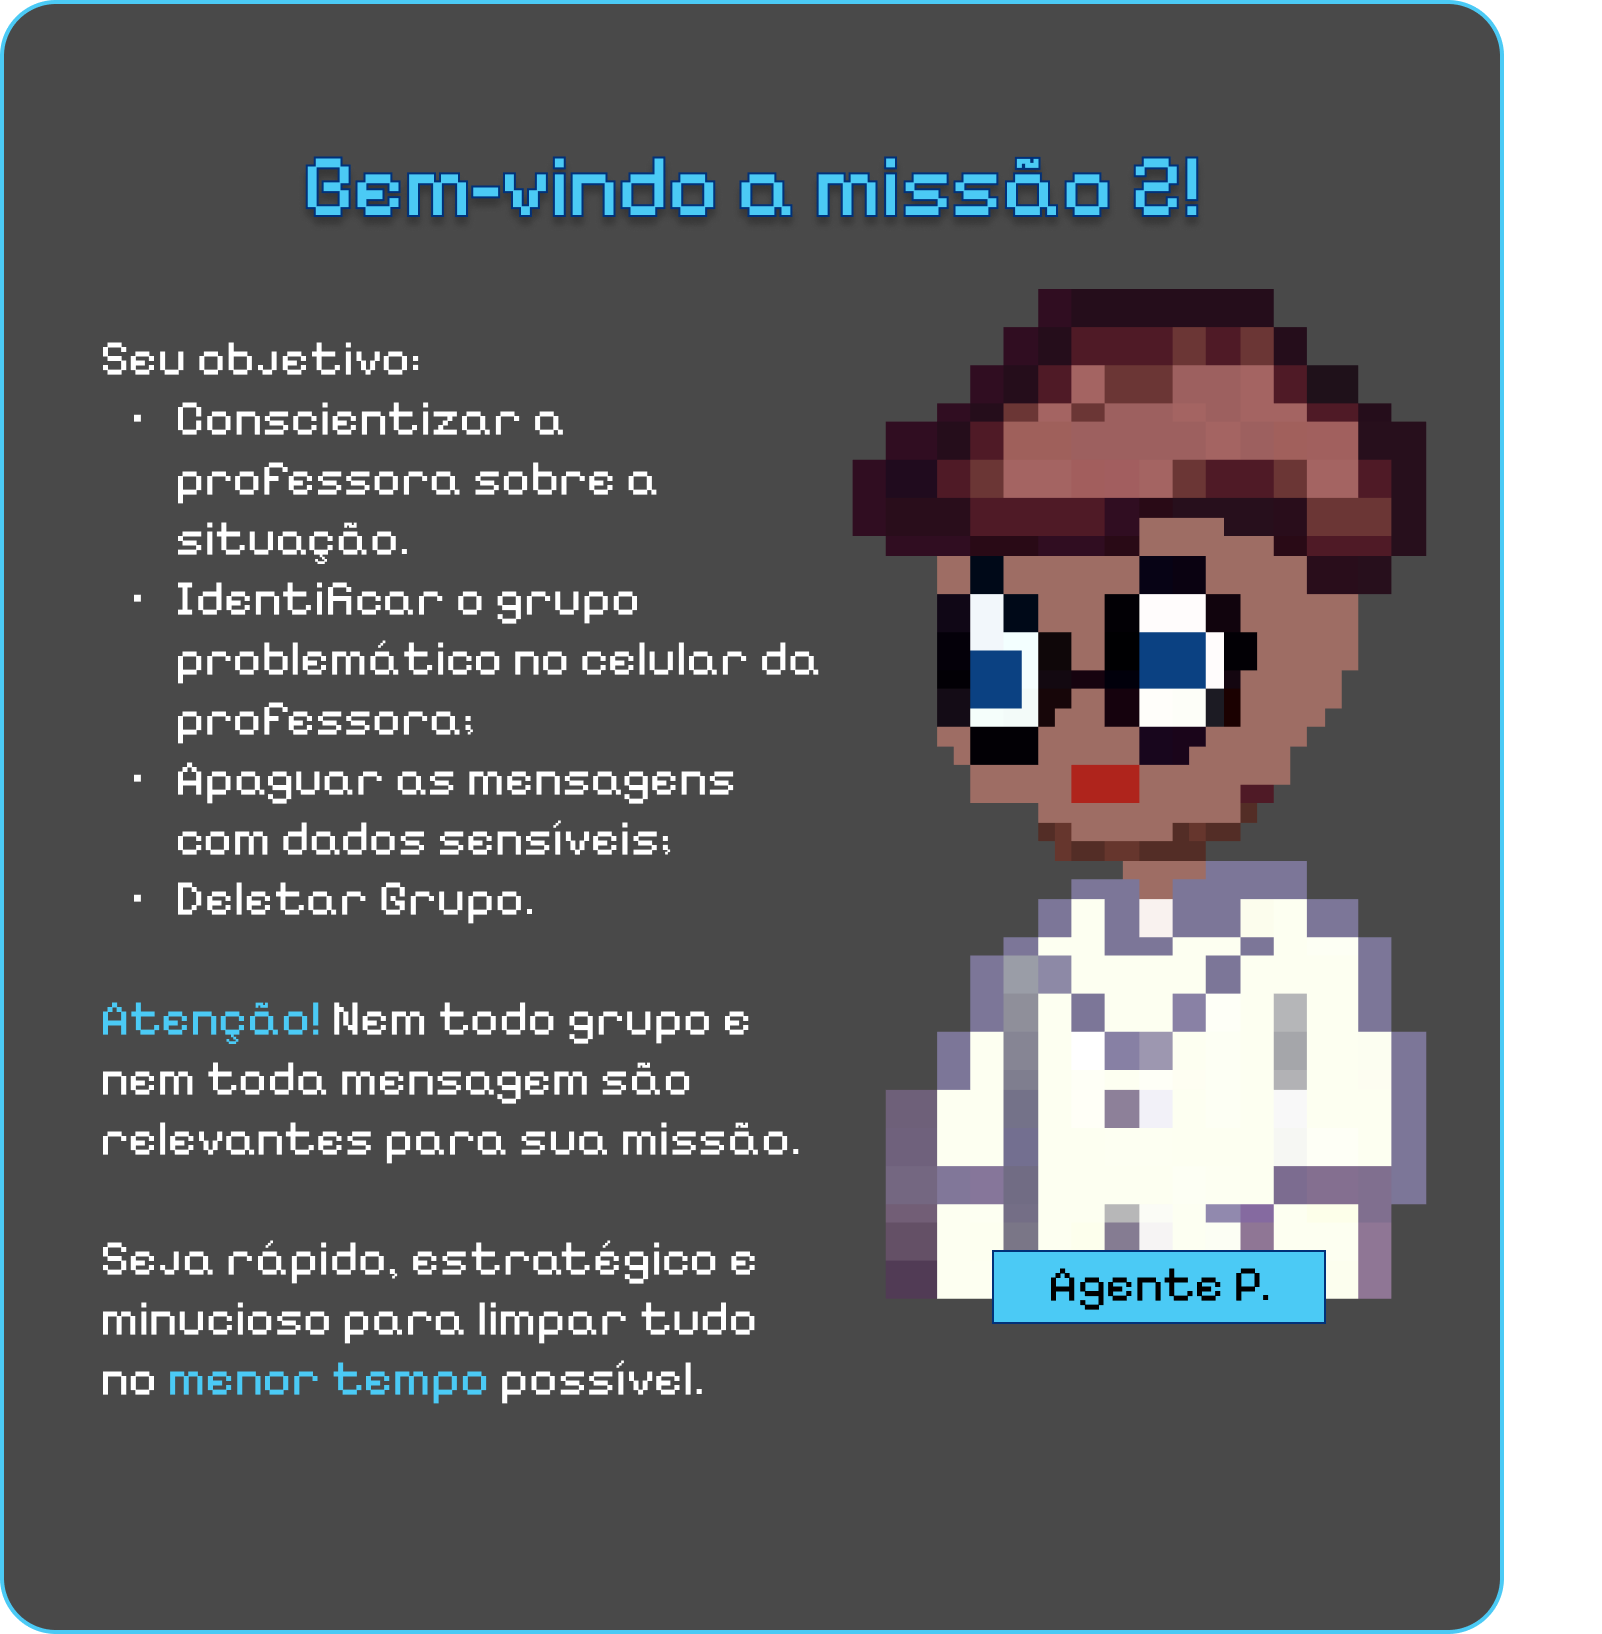 Bem-vindo a missão 2!
Seu objetivo:
· Conscientizar a
professora sobre a
situação.
· Identificar o grupo
problemático no celular da
professora;
· Apaguar as mensagens
com dados sensíveis;
· Deletar Grupo.
Atenção! Nem todo grupo e
nem toda mensagem são
relevantes para sua missão.
Seja rápido, estratégico e
minucioso para limpar tudo
no menor tempo possível.
Agente P.